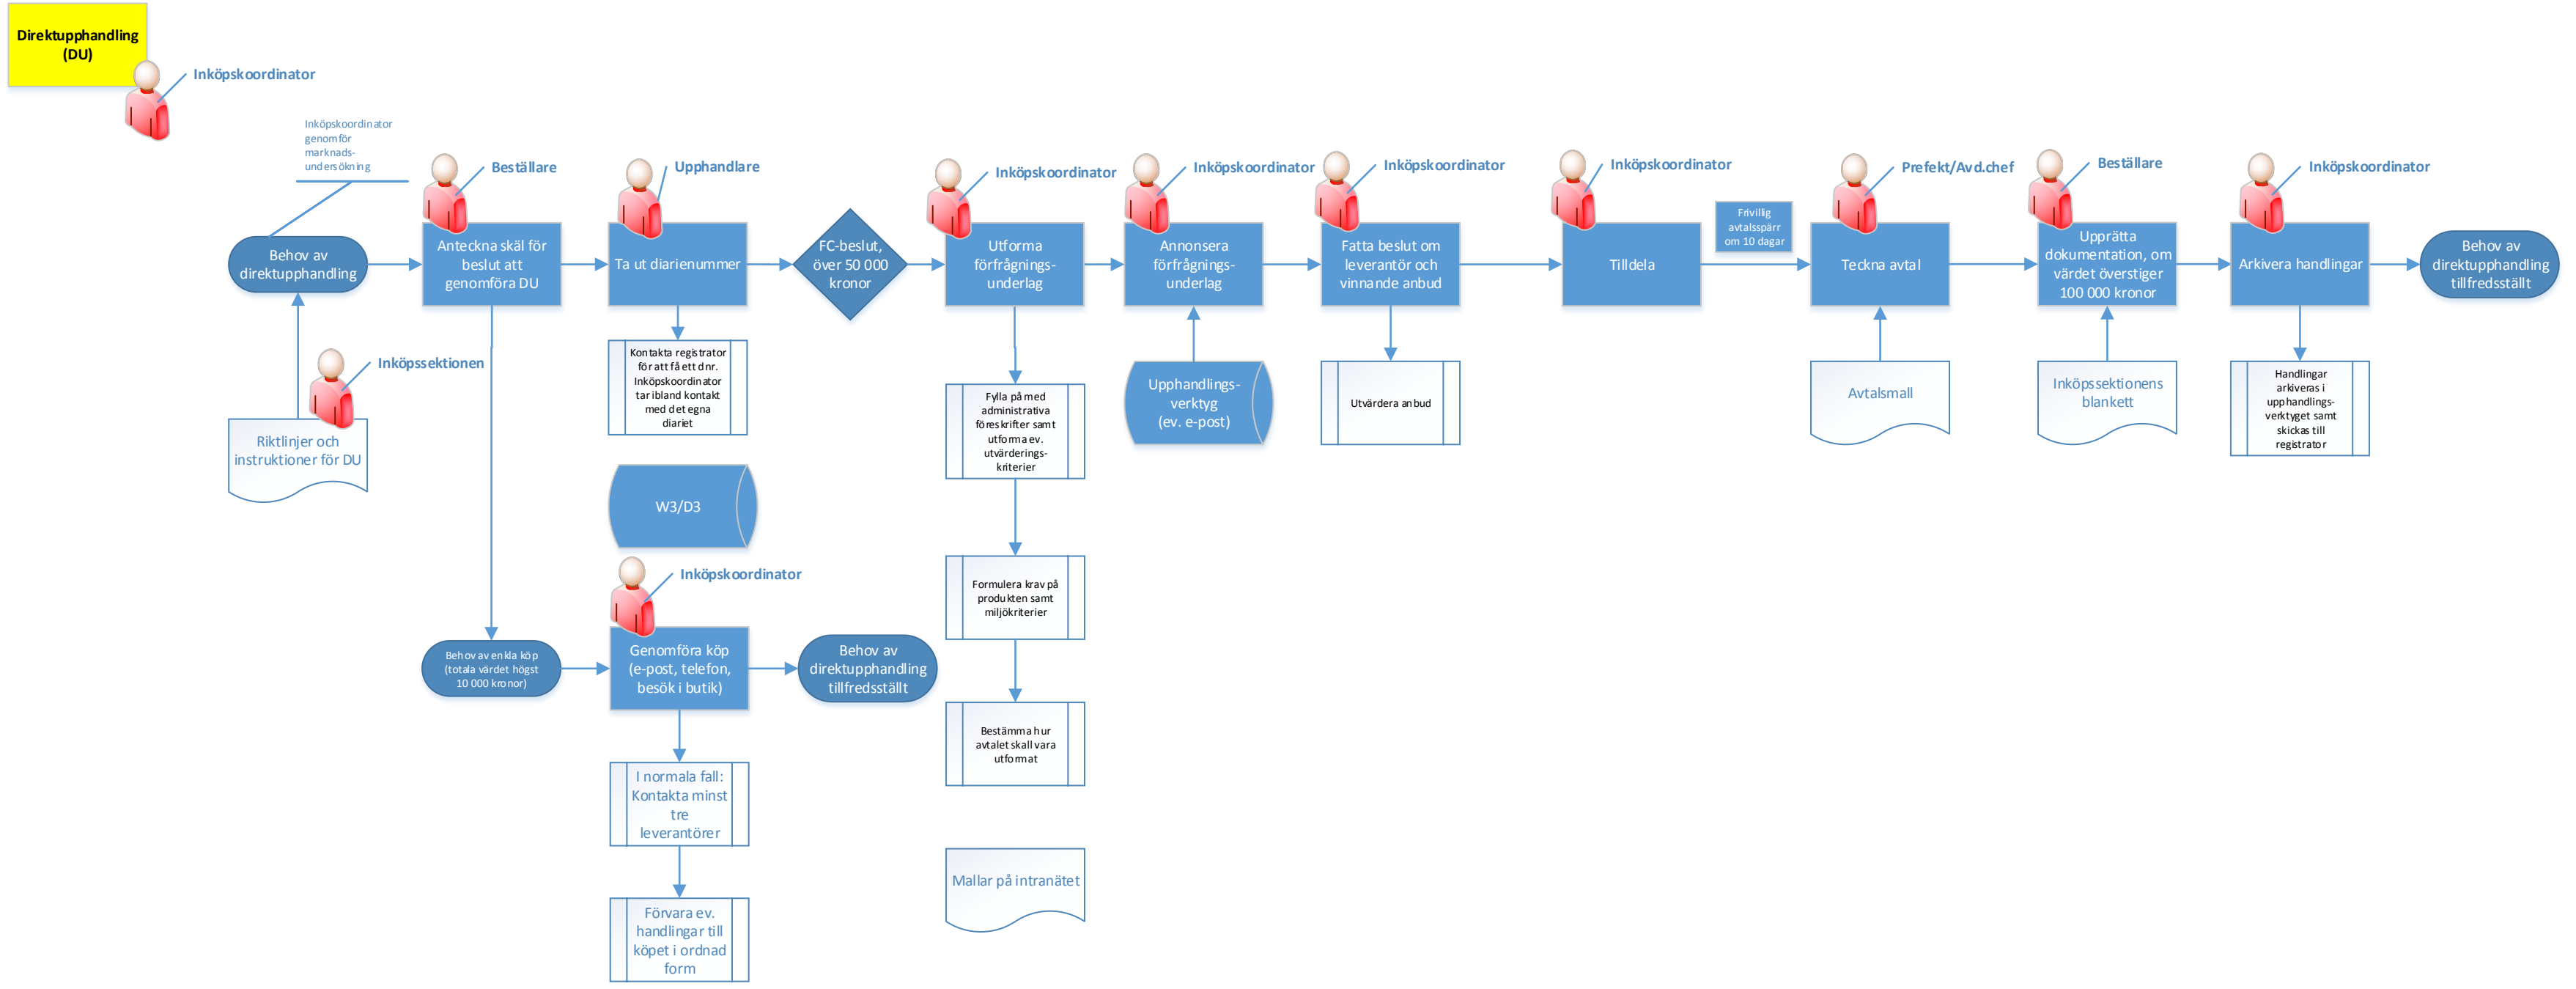 Direktupphandling
(DU)
Inköpskoordinator
Inköpskoordinator
genomför
marknads-
undersökning
Behov av
direktupphandling
Inköpssektionen
Riktlinjer och
instruktioner för DU
Beställare
Anteckna skäl för
beslut att
genomföra DU
Upphandlare
Ta ut diarienummer
Kontakta registrator
för att få ett dnr.
Inköpskoordinator
tar ibland kontakt
med det egna
diariet
W3/D3
FC-beslut,
över 50 000
kronor
Inköpskoordinator
Utforma
förfrågnings-
underlag
Fylla på med
administrativa
föreskrifter samt
utforma ev.
utvärderings-
kriterier
Formulera krav på
produkten samt
miljökriterier
Bestämma hur
avtalet skall vara
utformat
Mallar på intranätet
Inköpskoordinator
Annonsera
förfrågnings-
underlag
Upphandlings-
verktyg
(ev. e-post)
Inköpskoordinator
Fatta beslut om
leverantör och
vinnande anbud
Utvärdera anbud
Inköpskoordinator
Tilldela
Frivillig
avtalsspärr
om 10 dagar
Prefekt/Avd.chef
Teckna avtal
Avtalsmall
Beställare
Upprätta
dokumentation, om
värdet överstiger
100 000 kronor
Inköpssektionens
blankett
Inköpskoordinator
Arkivera handlingar
Handlingar
arkiveras i
upphandlings-
verktyget samt
skickas till
registrator
Behov av
direktupphandling
tillfredsställt
Behov av enkla köp
(totala värdet högst
10 000 kronor)
Inköpskoordinator
Genomföra köp
(e-post, telefon,
besök i butik)
Behov av
direktupphandling
tillfredsställt
I normala fall:
Kontakta minst
tre
leverantörer
Förvara ev.
handlingar till
köpet i ordnad
form